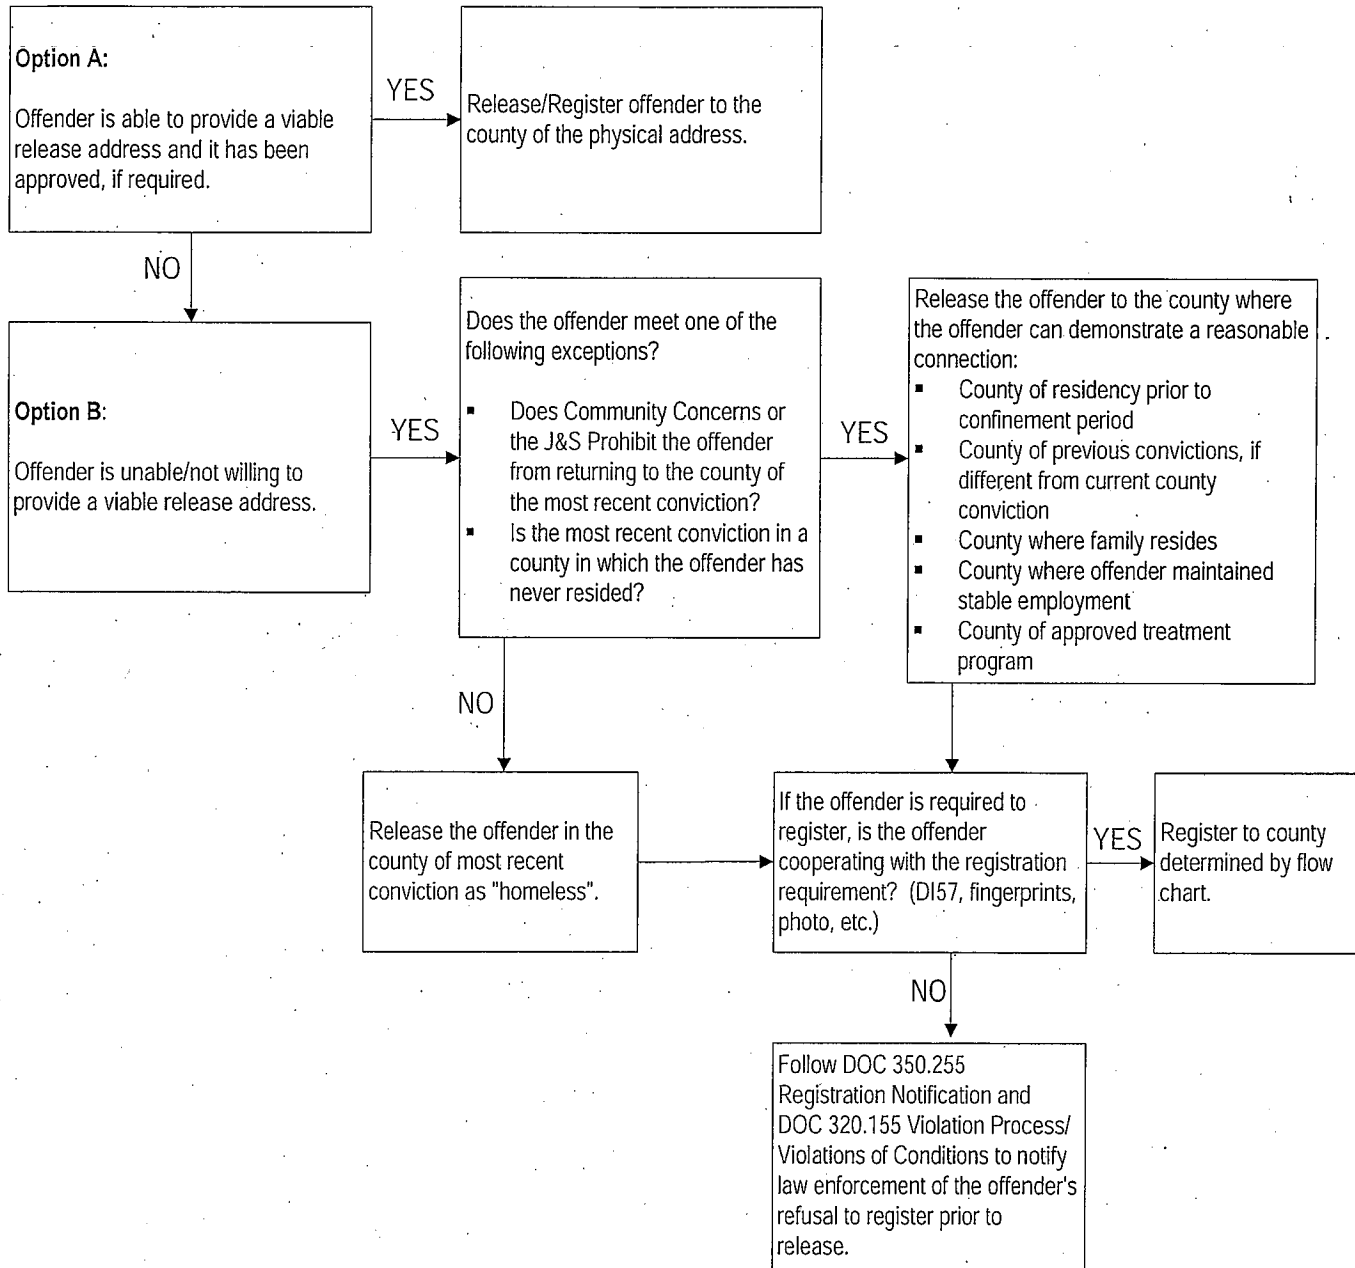 Option A:
Offender is able to provide a viable
release address and it has been
approved, if required.
YES
Release/Register offender to the
county of the physical address.
NO
Option B:
Offender is unable/not willing to
provide a viable release address.
YES
Does the offender meet one of the
following exceptions?
▪ Does Community Concerns or
the J&S Prohibit the offender
from returning to the county of
the most recent conviction?
▪ Is the most recent conviction in a
county in which the offender has
never resided?
YES
Release the offender to the county where
the offender can demonstrate a reasonable
connection:
▪ County of residency prior to
confinement period
▪ County of previous convictions, if
different from current county
conviction
▪ County where family resides
▪ County where offender maintained
stable employment
▪ County of approved treatment
program
NO
Release the offender in the
county of most recent
conviction as "homeless".
If the offender is required to
register, is the offender
cooperating with the registration
requirement? (DI57, fingerprints,
photo, etc.)
YES
Register to county
determined by flow
chart.
NO
Follow DOC 350.255
Registration Notification and
DOC 320.155 Violation Process/
Violations of Conditions to notify
law enforcement of the offender's
refusal to register prior to
release.